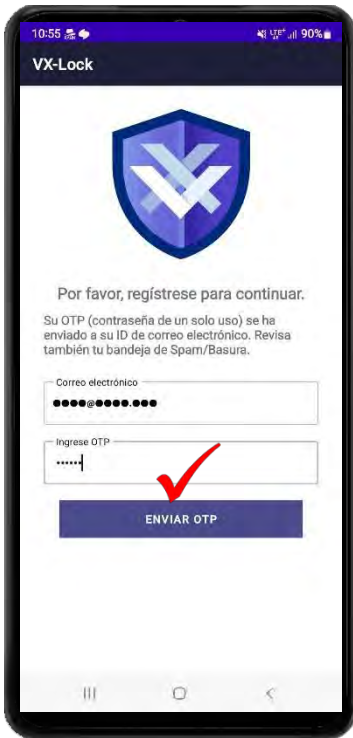 10:55 90%
VX-Lock
Por favor, regístrese para continuar.
Su OTP (contraseña de un solo uso) se ha
enviado a su ID de correo electrónico. Revisa
también tu bandeja de Spam/Basura.
Correo electrónico
●●●●@●●●●.●●●
Ingrese OTP
••••••
ENVIAR OTP